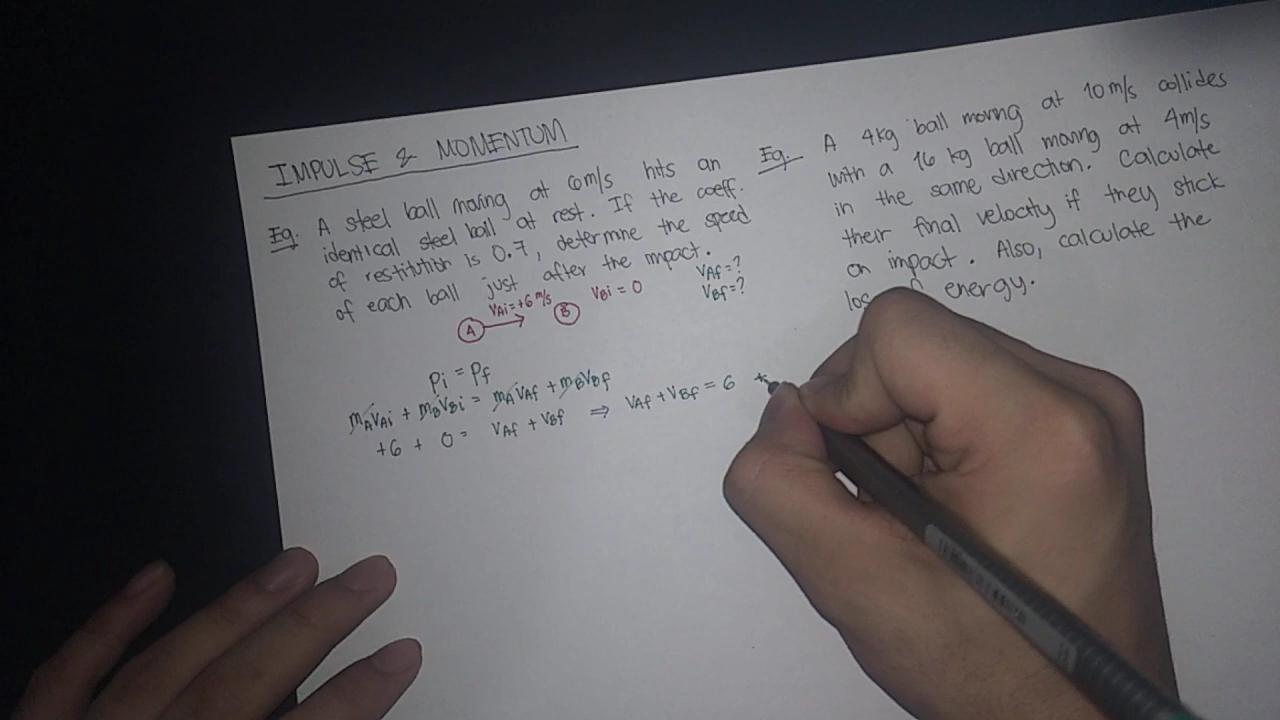 IMPULSE & MOMENTUM
Eg: A steel ball moving at 6m/s hits an
identical steel ball at rest. If the coeff.
of restitution is 0.7, determine the speed
of each ball just after the impact.
VAi=+6 m/s
A
B
VBi = 0
VAf=?
VBf=?
Pi = Pf
mAVAi + mBVBi = mAVAf + mBVBf
+6 + 0 = VAf + VBf ⇒ VAf + VBf = 6 *
Eg. A 4kg ball moving at 10m/s collides
with a 16 kg ball moving at 4m/s
in the same direction. Calculate
their final velocity if they stick
on impact. Also, calculate the
energy.